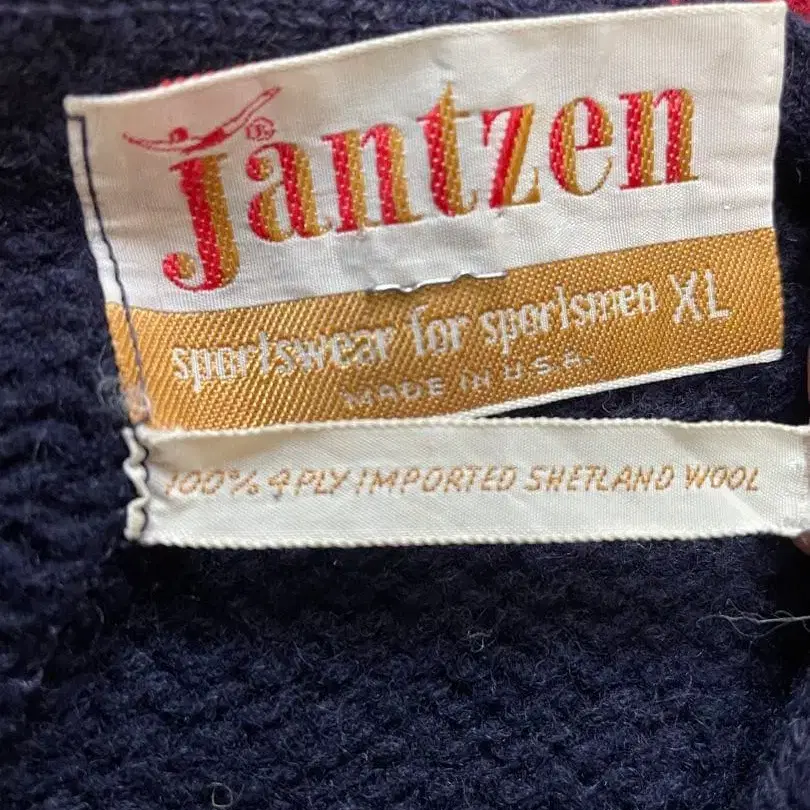 Jantzen ®
sportswear for sportsmen XL
MADE IN U.S.A.
100% 4 PLY IMPORTED SHETLAND WOOL